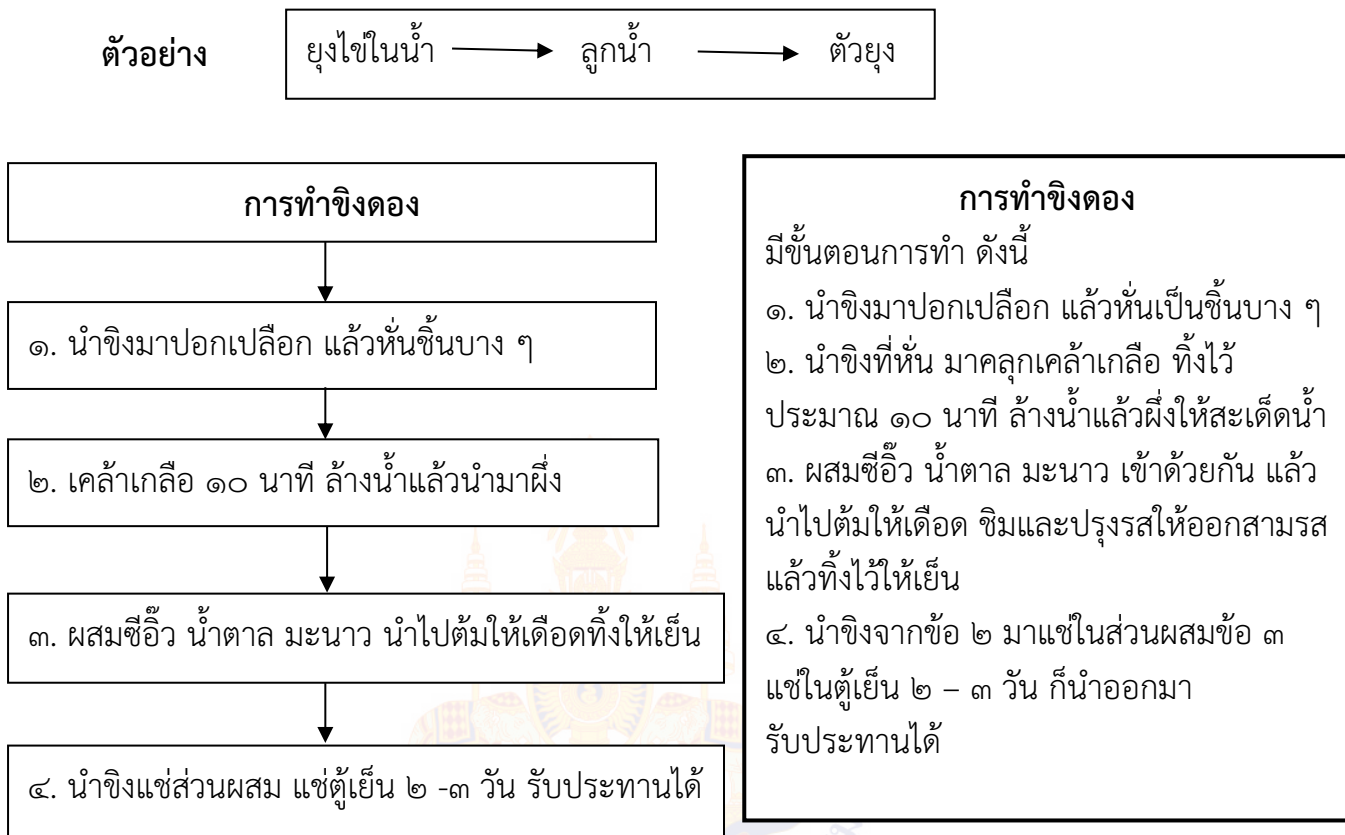 ตัวอย่าง
ยุงไข่ในน้ำ ลูกน้ำ ตัวยุง
การทำขิงดอง
๑. นำขิงมาปอกเปลือก แล้วหั่นชิ้นบาง ๆ
๒. เคล้าเกลือ ๑๐ นาที ล้างน้ำแล้วนำมาผึ่ง
๓. ผสมซีอิ๊ว น้ำตาล มะนาว นำไปต้มให้เดือดทิ้งให้เย็น
๔. นำขิงแช่ส่วนผสม แช่ตู้เย็น ๒ -๓ วัน รับประทานได้
การทำขิงดอง
มีขั้นตอนการทำ ดังนี้
๑. นำขิงมาปอกเปลือก แล้วหั่นเป็นชิ้นบาง ๆ
๒. นำขิงที่หั่น มาคลุกเคล้าเกลือ ทิ้งไว้
ประมาณ ๑๐ นาที ล้างน้ำแล้วผึ่งให้สะเด็ดน้ำ
๓. ผสมซีอิ๊ว น้ำตาล มะนาว เข้าด้วยกัน แล้ว
นำไปต้มให้เดือด ชิมและปรุงรสให้ออกสามรส
แล้วทิ้งไว้ให้เย็น
๔. นำขิงจากข้อ ๒ มาแช่ในส่วนผสมข้อ ๓
แช่ในตู้เย็น ๒ – ๓ วัน ก็นำออกมา
รับประทานได้